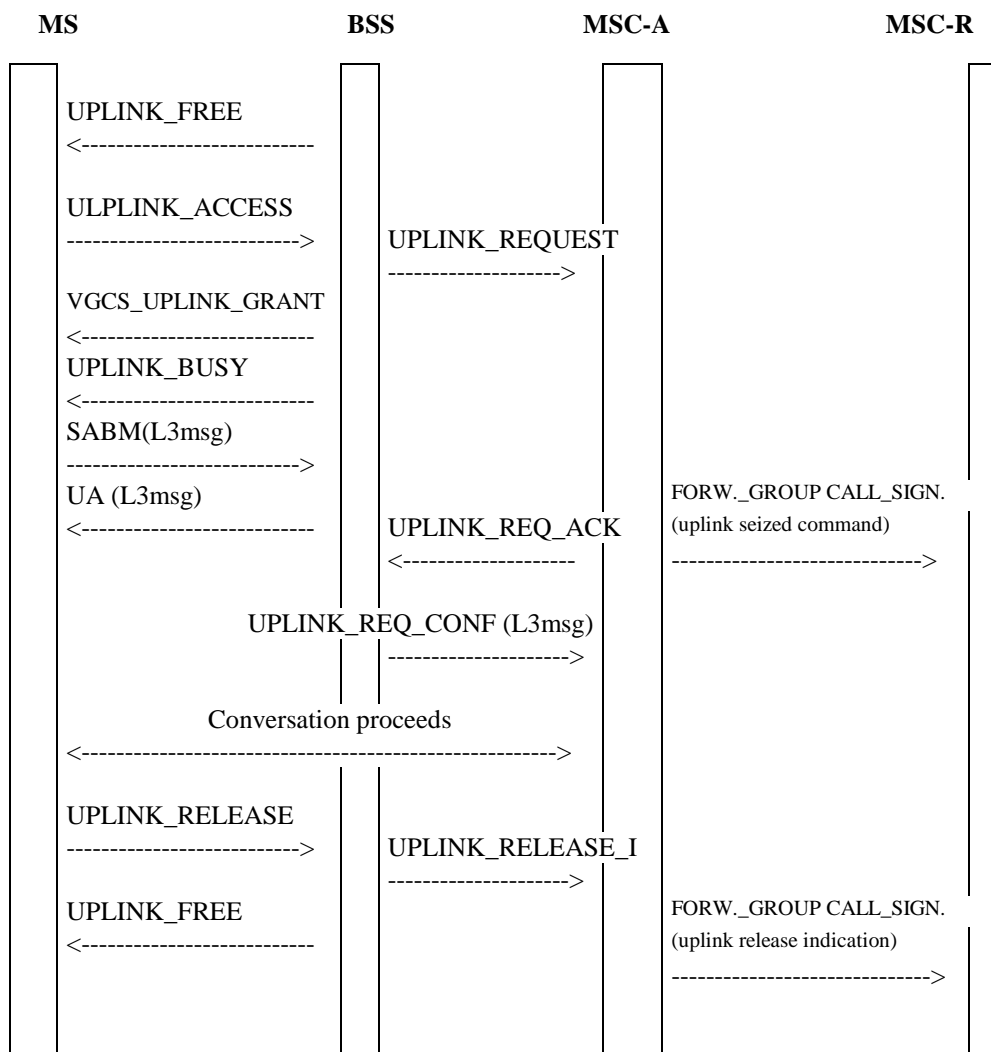 MS BSS MSC-A MSC-R
UPLINK_FREE
<---------------------------
ULPLINK_ACCESS
--------------------------->
UPLINK_REQUEST
-------------------->
VGCS_UPLINK_GRANT
<---------------------------
UPLINK_BUSY
<---------------------------
SABM(L3msg)
--------------------------->
UA (L3msg)
<---------------------------
FORW._GROUP CALL_SIGN.
(uplink seized command)
----------------------------->
UPLINK_REQ_ACK
<--------------------
UPLINK_REQ_CONF (L3msg)
--------------------->
Conversation proceeds
<------------------------------------------------------->
UPLINK_RELEASE
--------------------------->
UPLINK_RELEASE_I
--------------------->
UPLINK_FREE
<---------------------------
FORW._GROUP CALL_SIGN.
(uplink release indication)
------------------------------>